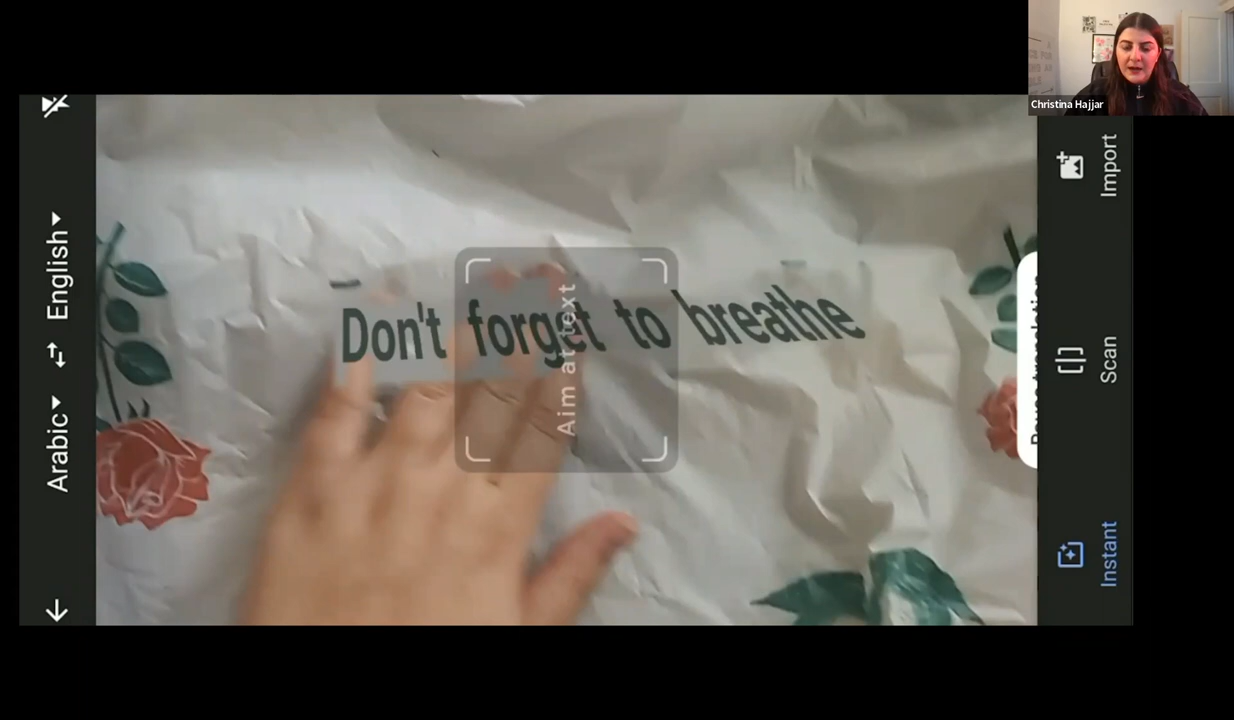 Christina Hajjar
Arabic
English
Don't forget to breathe
Aim at text
Import
Scan
Instant